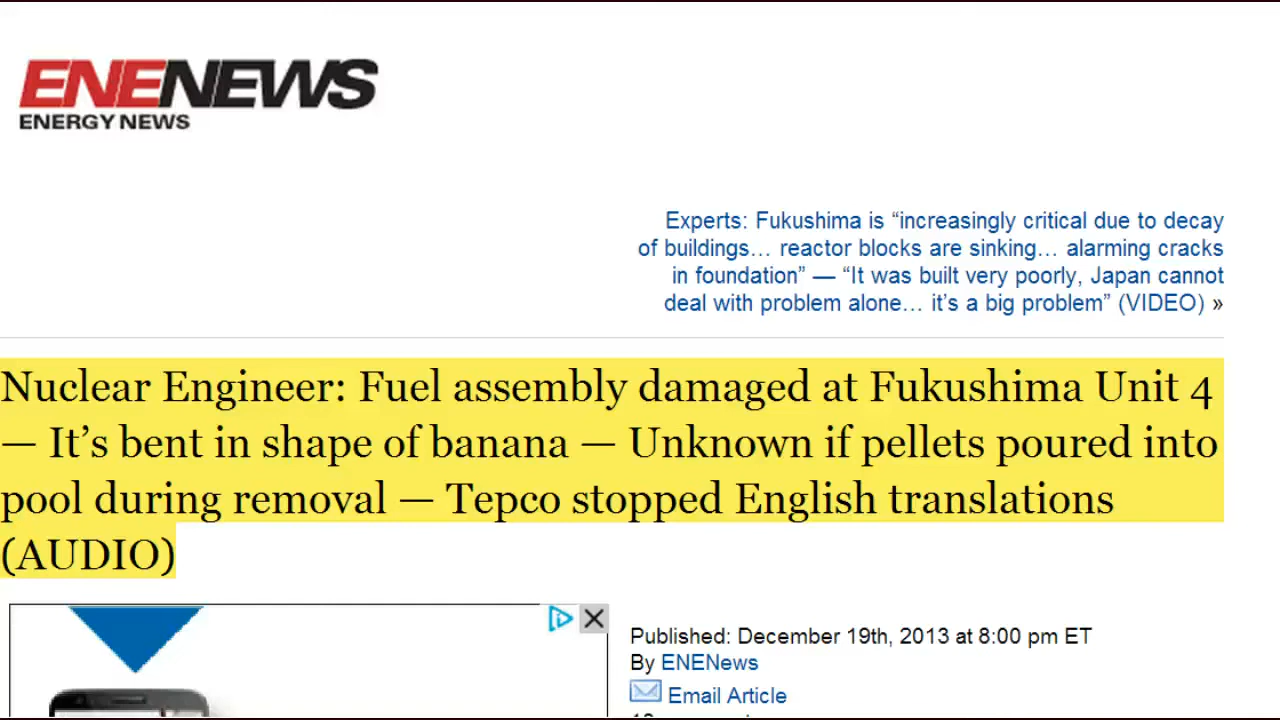 ENENEWS
ENERGY NEWS
Experts: Fukushima is “increasingly critical due to decay
of buildings… reactor blocks are sinking… alarming cracks
in foundation” — “It was built very poorly, Japan cannot
deal with problem alone… it’s a big problem” (VIDEO) »
Nuclear Engineer: Fuel assembly damaged at Fukushima Unit 4
— It’s bent in shape of banana — Unknown if pellets poured into
pool during removal — Tepco stopped English translations
(AUDIO)
Published: December 19th, 2013 at 8:00 pm ET
By ENENews
Email Article